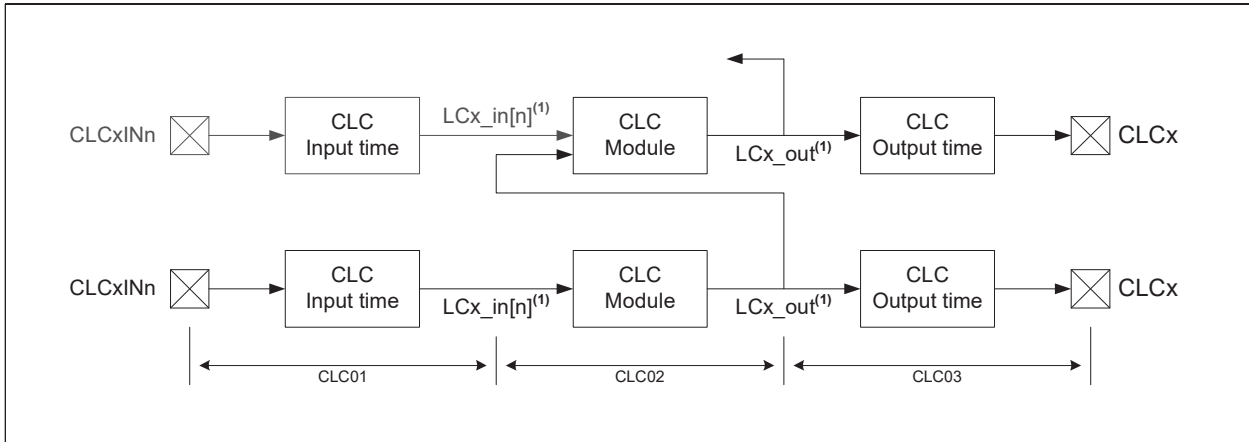 CLCxINn
CLC
Input time
LCx_in[n](1)
CLC
Module
LCx_out(1)
CLC
Output time
CLCx
CLCxINn
CLC
Input time
LCx_in[n](1)
CLC
Module
LCx_out(1)
CLC
Output time
CLCx
CLC01
CLC02
CLC03